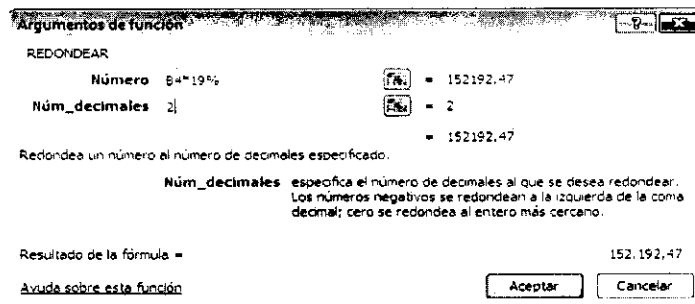 Argumentos de función
REDONDEAR
Número B4*19% = 152192,47
Núm_decimales 2 = 2
= 152192,47
Redondea un número al número de decimales especificado.
Núm_decimales especifica el número de decimales al que se desea redondear.
Los números negativos se redondean a la izquierda de la coma
decimal; cero se redondea al entero más cercano.
Resultado de la fórmula = 152.192,47
Ayuda sobre esta función Aceptar Cancelar